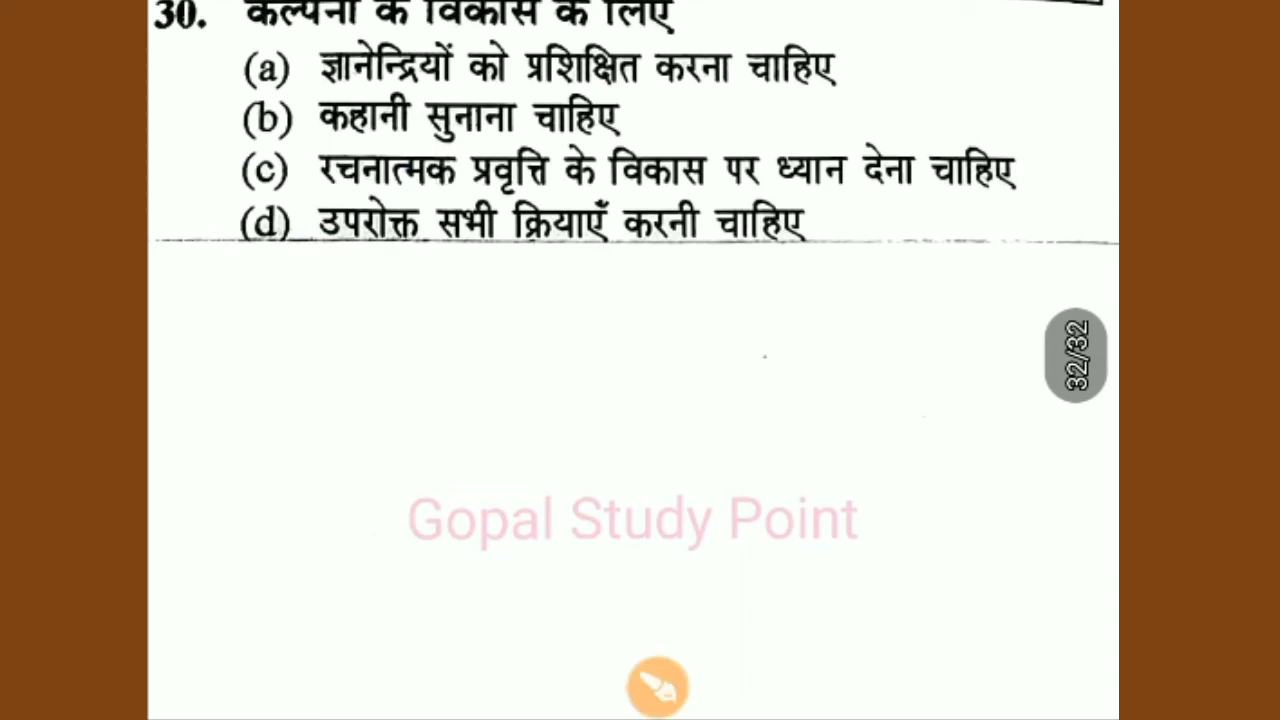 30. कल्पना के विकास के लिए
(a) ज्ञानेन्द्रियों को प्रशिक्षित करना चाहिए
(b) कहानी सुनाना चाहिए
(c) रचनात्मक प्रवृत्ति के विकास पर ध्यान देना चाहिए
(d) उपरोक्त सभी क्रियाएँ करनी चाहिए
32/32
Gopal Study Point